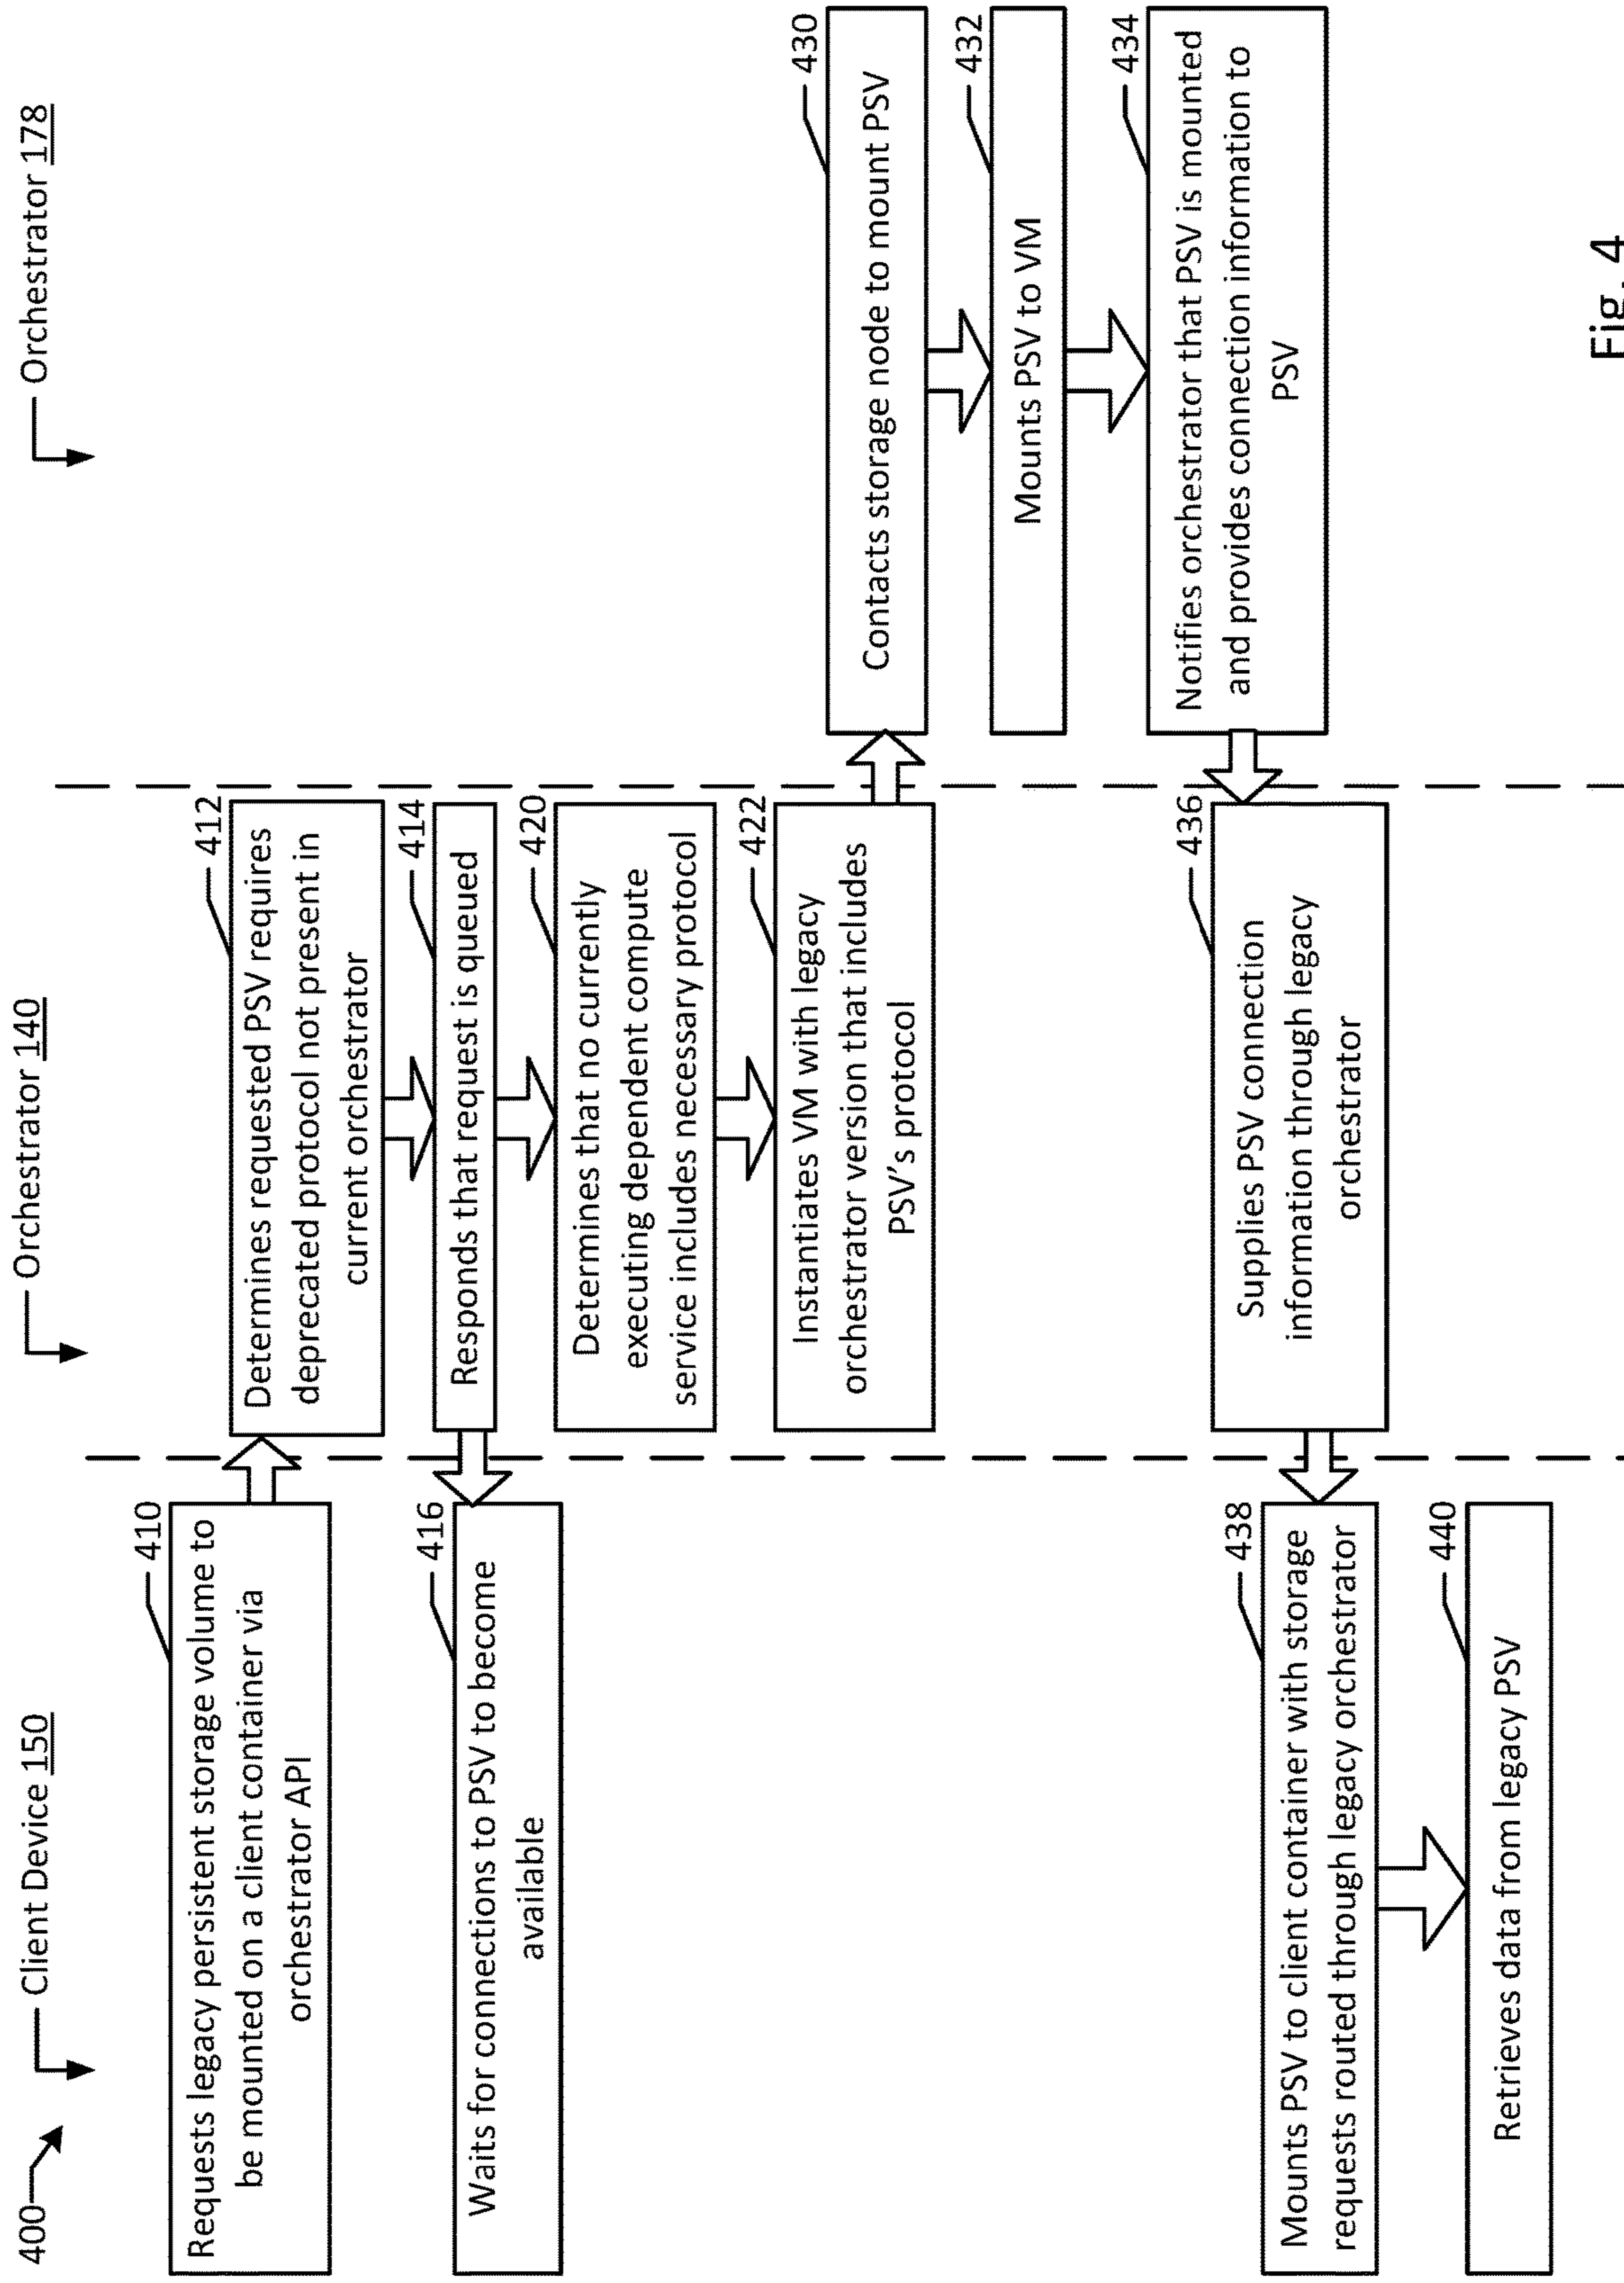 400
Client Device 150
Orchestrator 140
Orchestrator 178
410
Requests legacy persistent storage volume to
be mounted on a client container via
orchestrator API
412
Determines requested PSV requires
deprecated protocol not present in
current orchestrator
414
Responds that request is queued
416
Waits for connections to PSV to become
available
420
Determines that no currently
executing dependent compute
service includes necessary protocol
422
Instantiates VM with legacy
orchestrator version that includes
PSV's protocol
430
Contacts storage node to mount PSV
432
Mounts PSV to VM
434
Notifies orchestrator that PSV is mounted
and provides connection information to
PSV
436
Supplies PSV connection
information through legacy
orchestrator
438
Mounts PSV to client container with storage
requests routed through legacy orchestrator
440
Retrieves data from legacy PSV
Fig. 4